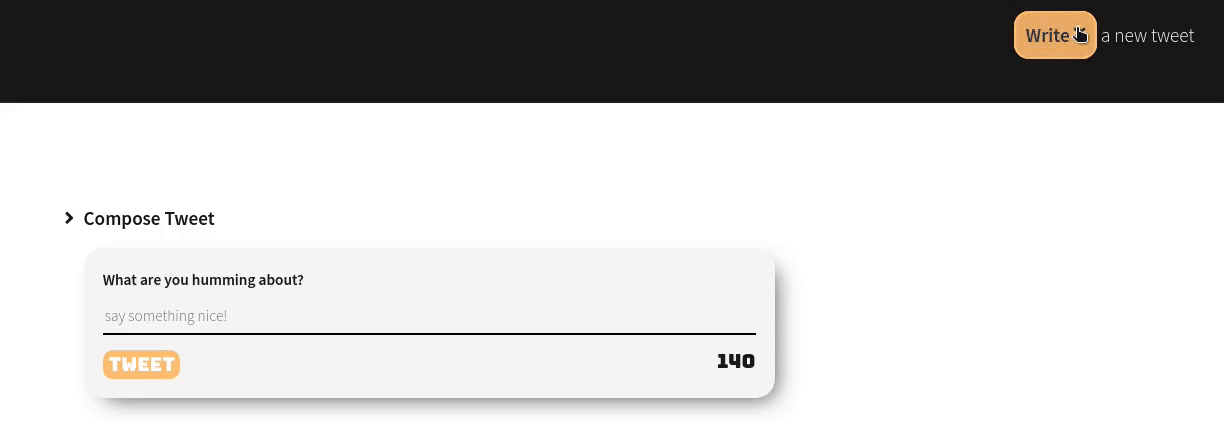 Write a new tweet
Compose Tweet
What are you humming about?
say something nice!
TWEET
140